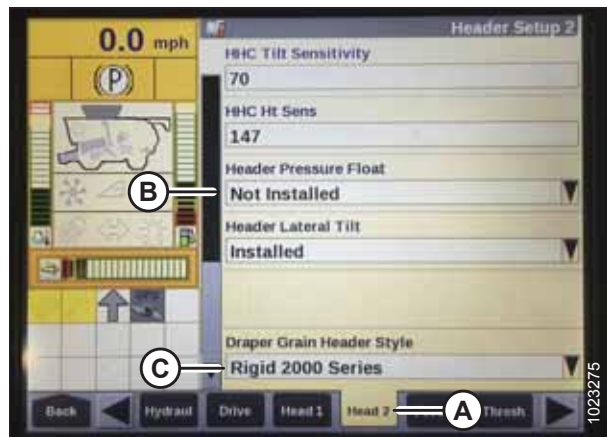 0.0 mph
(P)
Header Setup 2
HHC Tilt Sensitivity
70
HHC Ht Sens
147
Header Pressure Float
Not Installed
B
Header Lateral Tilt
Installed
Draper Grain Header Style
Rigid 2000 Series
C
Back
Hydraul
Drive
Head 1
Head 2
A
Thresh
1023275